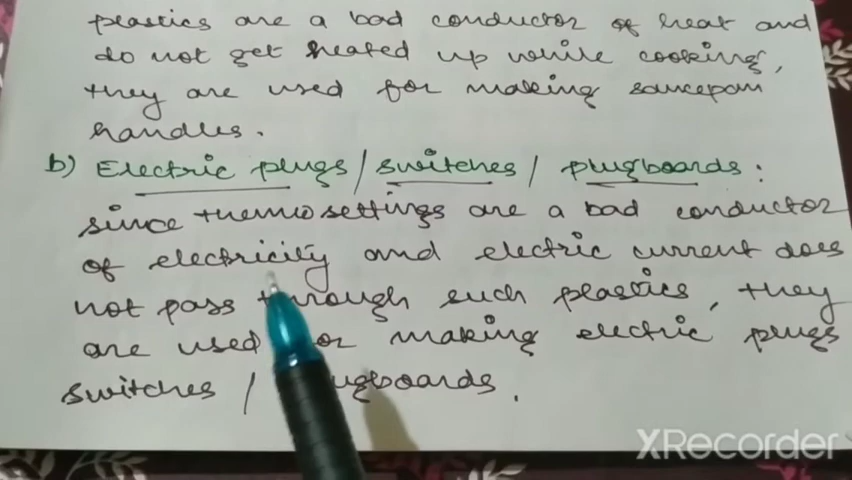 plastics are a bad conductor of heat and
do not get heated up while cooking,
they are used for making saucepan
handles.
b) Electric plugs / switches / plugboards :
since thermosettings are a bad conductor
of electricity and electric current does
not pass through such plastics, they
are used for making electric plugs
switches / plugboards.
XRecorder